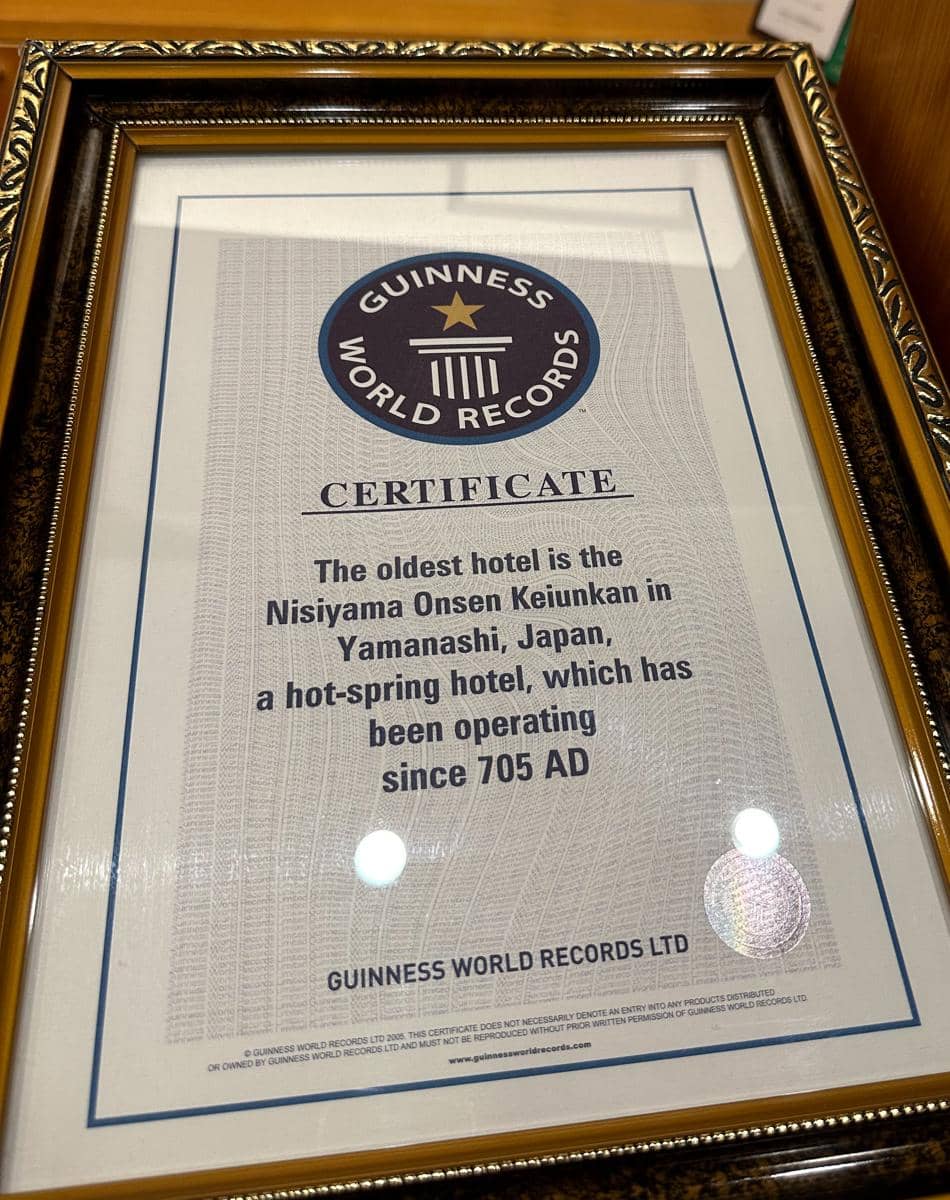 GUINNESS
WORLD RECORDS
™
CERTIFICATE
The oldest hotel is the
Nisiyama Onsen Keiunkan in
Yamanashi, Japan,
a hot-spring hotel, which has
been operating
since 705 AD
GUINNESS WORLD RECORDS LTD
© GUINNESS WORLD RECORDS LTD 2005. THIS CERTIFICATE DOES NOT NECESSARILY DENOTE AN ENTRY INTO ANY PRODUCTS DISTRIBUTED
OR OWNED BY GUINNESS WORLD RECORDS LTD AND MUST NOT BE REPRODUCED WITHOUT PRIOR WRITTEN PERMISSION OF GUINNESS WORLD RECORDS LTD.
www.guinnessworldrecords.com